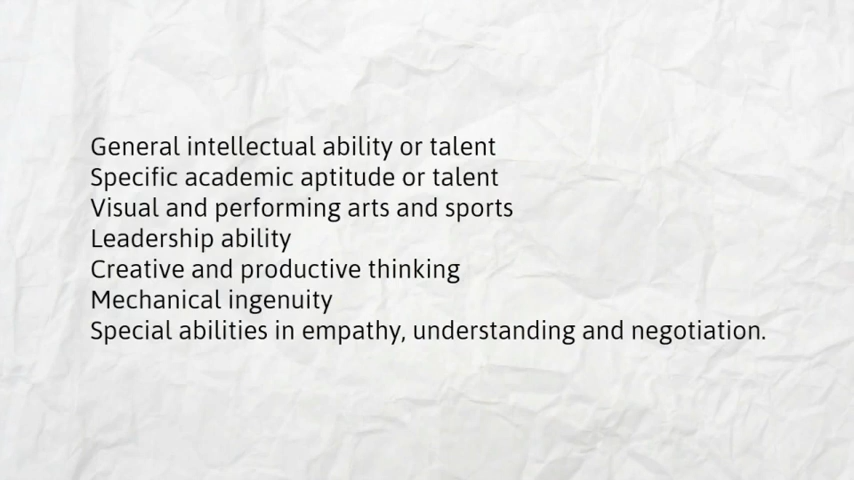 General intellectual ability or talent
Specific academic aptitude or talent
Visual and performing arts and sports
Leadership ability
Creative and productive thinking
Mechanical ingenuity
Special abilities in empathy, understanding and negotiation.